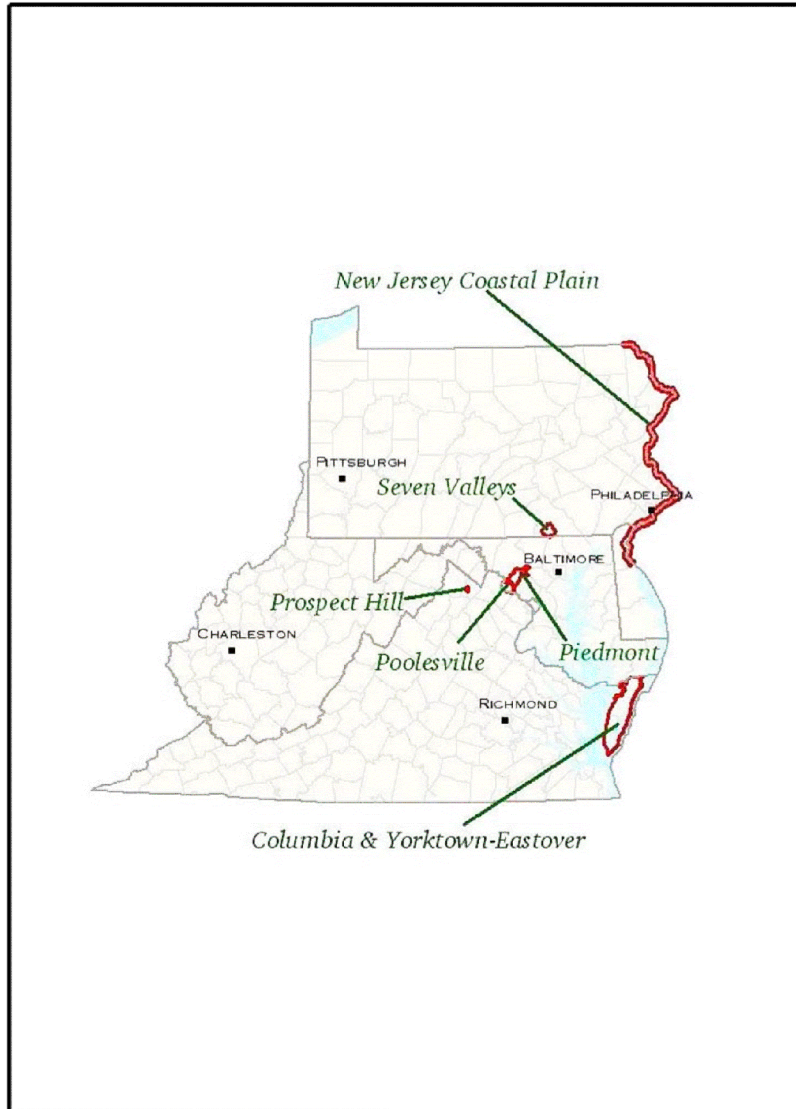 New Jersey Coastal Plain
PITTSBURGH
Seven Valleys
PHILADELPHIA
BALTIMORE
Prospect Hill
CHARLESTON
Poolesville
Piedmont
RICHMOND
Columbia & Yorktown-Eastover